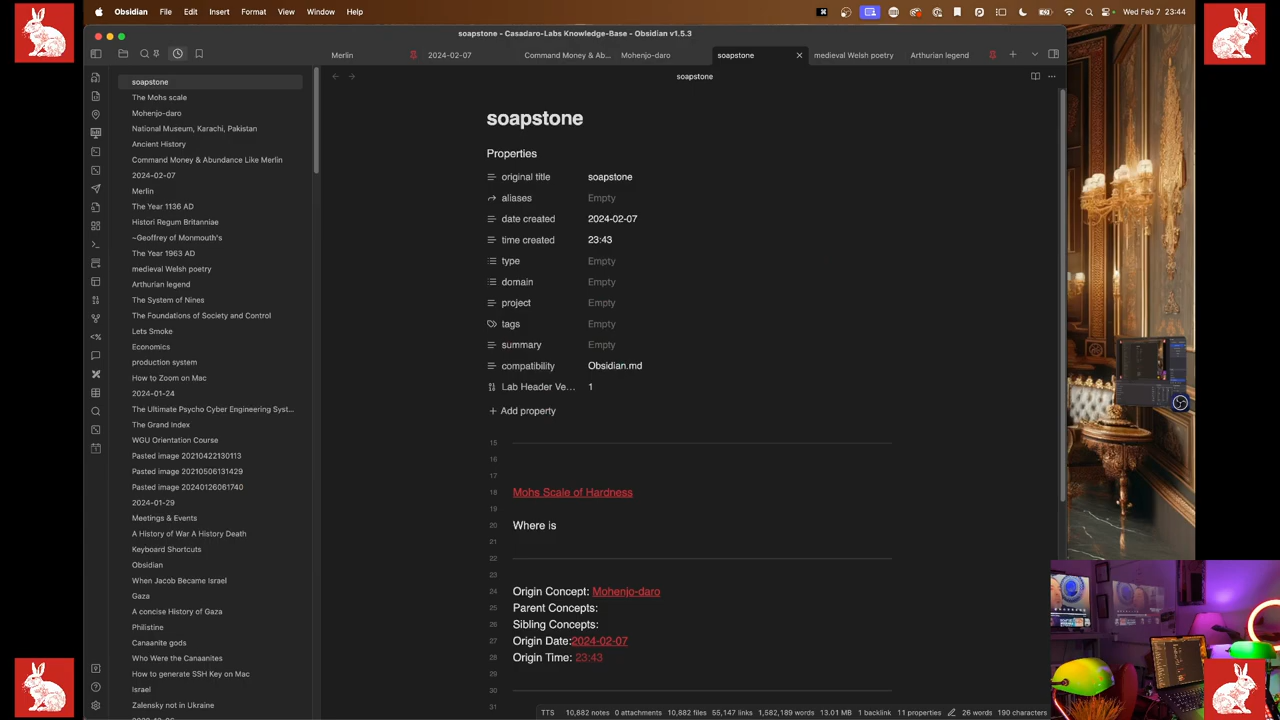 Obsidian File Edit Insert Format View Window Help Wed Feb 7 23:44
soapstone - Casadaro-Labs Knowledge-Base - Obsidian v1.5.3
Merlin 2024-02-07 Command Money & Ab... Mohenjo-daro soapstone medieval Welsh poetry Arthurian legend
soapstone
soapstone
The Mohs scale
Mohenjo-daro
National Museum, Karachi, Pakistan
Ancient History
Command Money & Abundance Like Merlin
2024-02-07
Merlin
The Year 1136 AD
Histori Regum Britanniae
~Geoffrey of Monmouth's
The Year 1963 AD
medieval Welsh poetry
Arthurian legend
The System of Nines
The Foundations of Society and Control
Lets Smoke
Economics
production system
How to Zoom on Mac
2024-01-24
The Ultimate Psycho Cyber Engineering Syst...
The Grand Index
WGU Orientation Course
Pasted image 20210422130113
Pasted image 20210506131429
Pasted image 20240126061740
2024-01-29
Meetings & Events
A History of War A History Death
Keyboard Shortcuts
Obsidian
When Jacob Became Israel
Gaza
A concise History of Gaza
Philistine
Canaanite gods
Who Were the Canaanites
How to generate SSH Key on Mac
Israel
Zalensky not in Ukraine
soapstone
Properties
original title soapstone
aliases Empty
date created 2024-02-07
time created 23:43
type Empty
domain Empty
project Empty
tags Empty
summary Empty
compatibility Obsidian.md
Lab Header Ve... 1
+ Add property
15
16
17
18 Mohs Scale of Hardness
19
20 Where is
21
22
23
24 Origin Concept: Mohenjo-daro
25 Parent Concepts:
26 Sibling Concepts:
27 Origin Date:2024-02-07
28 Origin Time: 23:43
29
30
31
TTS 10,882 notes 0 attachments 10,882 files 55,147 links 1,582,189 words 13.01 MB 1 backlink 11 properties 26 words 190 characters